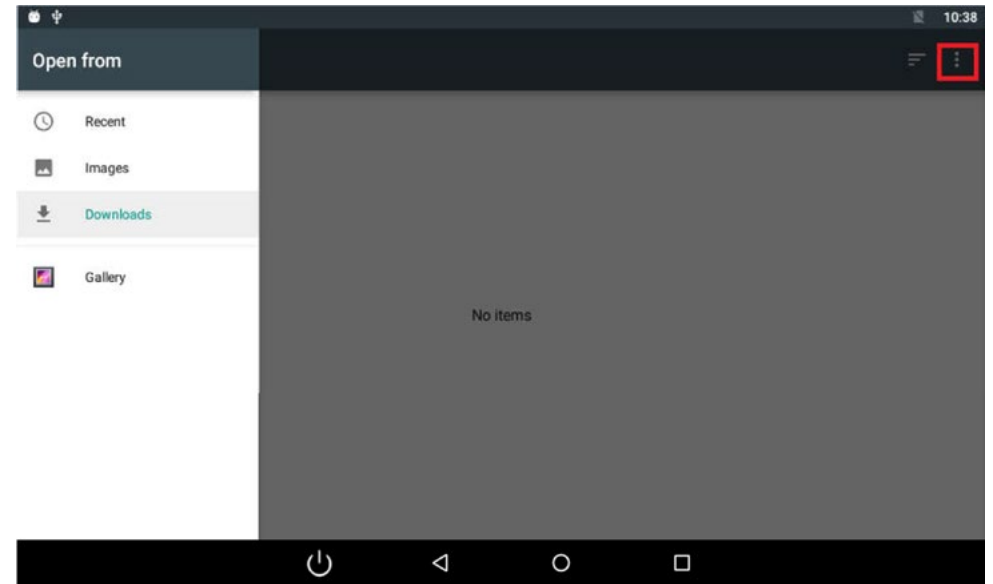 10:38
Open from
Recent
Images
Downloads
Gallery
No items